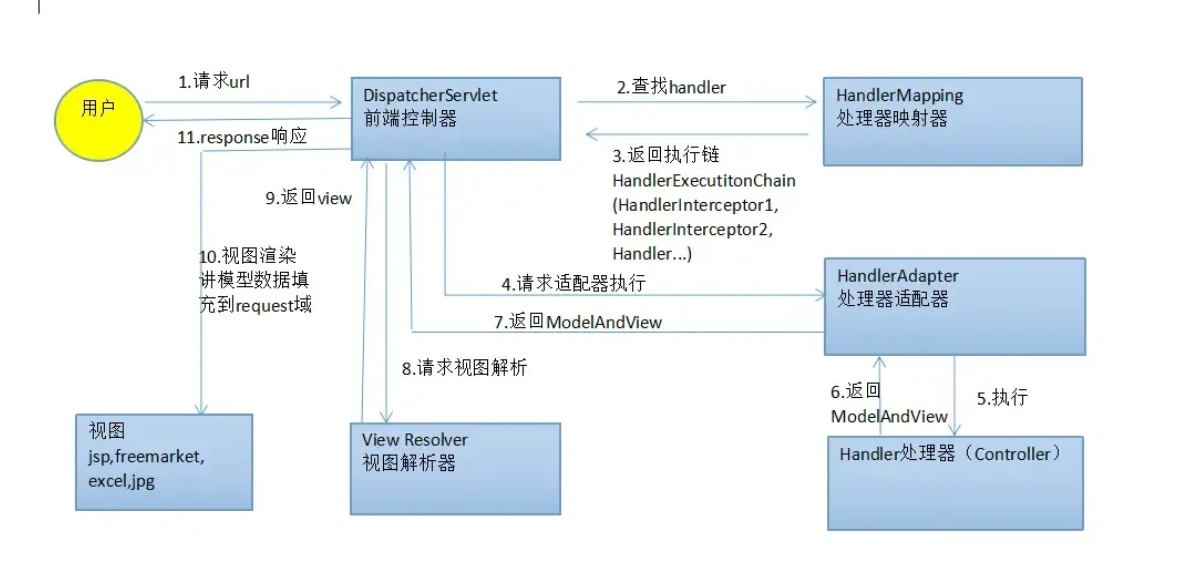 用户
1.请求url
11.response响应
DispatcherServlet
前端控制器
2.查找handler
HandlerMapping
处理器映射器
3.返回执行链
HandlerExecutitonChain
(HandlerInterceptor1,
HandlerInterceptor2,
Handler...)
9.返回view
10.视图渲染
讲模型数据填
充到request域
4.请求适配器执行
HandlerAdapter
处理器适配器
7.返回ModelAndView
8.请求视图解析
6.返回
ModelAndView
5.执行
视图
jsp,freemarket,
excel,jpg
View Resolver
视图解析器
Handler处理器（Controller）